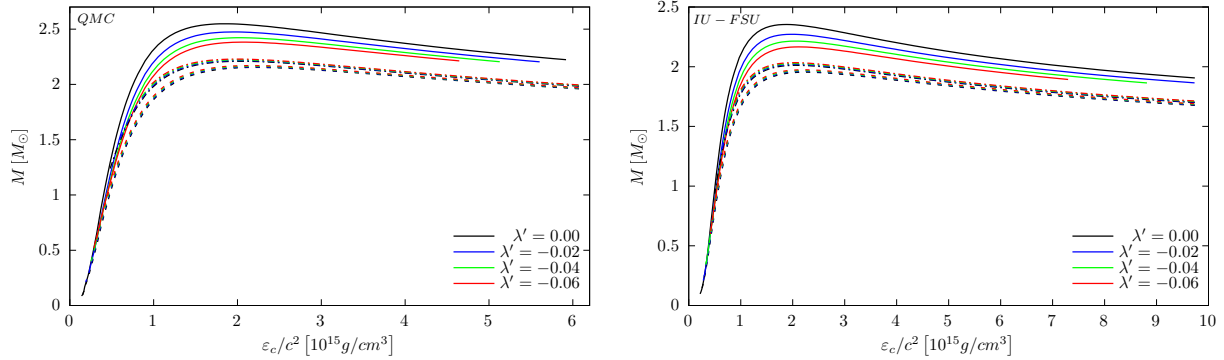 QMC
M [M⊙]
2.5
2
1.5
1
0.5
0
λ′ = 0.00
λ′ = −0.02
λ′ = −0.04
λ′ = −0.06
0 1 2 3 4 5 6
ε_c/c² [10¹⁵g/cm³]
IU − FSU
M [M⊙]
2.5
2
1.5
1
0.5
0
λ′ = 0.00
λ′ = −0.02
λ′ = −0.04
λ′ = −0.06
0 1 2 3 4 5 6 7 8 9 10
ε_c/c² [10¹⁵g/cm³]